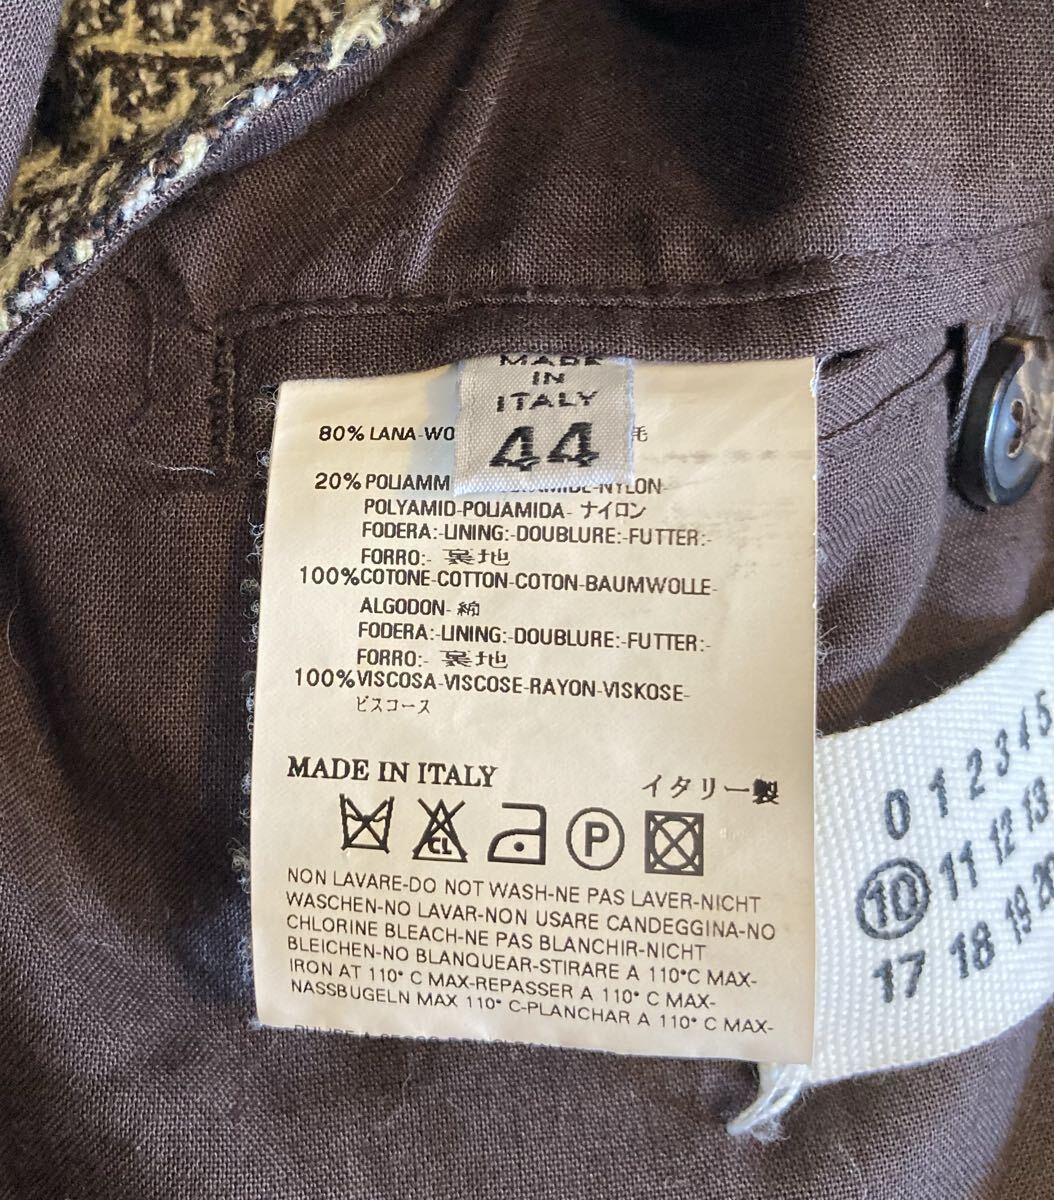 MADE
IN
ITALY
44
80% LANA-WO 毛
20% POLIAMM -NYLON-
POLYAMID-POLIAMIDA- ナイロン
FODERA:-LINING:-DOUBLURE:-FUTTER:-
FORRO:- 裏地
100%COTONE-COTTON-COTON-BAUMWOLLE-
ALGODON- 綿
FODERA:-LINING:-DOUBLURE:-FUTTER:-
FORRO:- 裏地
100%VISCOSA-VISCOSE-RAYON-VISKOSE-
ビスコース
MADE IN ITALY イタリー製
CL P
NON LAVARE-DO NOT WASH-NE PAS LAVER-NICHT
WASCHEN-NO LAVAR-NON USARE CANDEGGINA-NO
CHLORINE BLEACH-NE PAS BLANCHIR-NICHT
BLEICHEN-NO BLANQUEAR-STIRARE A 110°C MAX-
IRON AT 110° C MAX-REPASSER A 110° C MAX-
NASSBUGELN MAX 110° C-PLANCHAR A 110° C MAX-
0 1 2 3 4 5
10 11 12 13
17 18 19 20